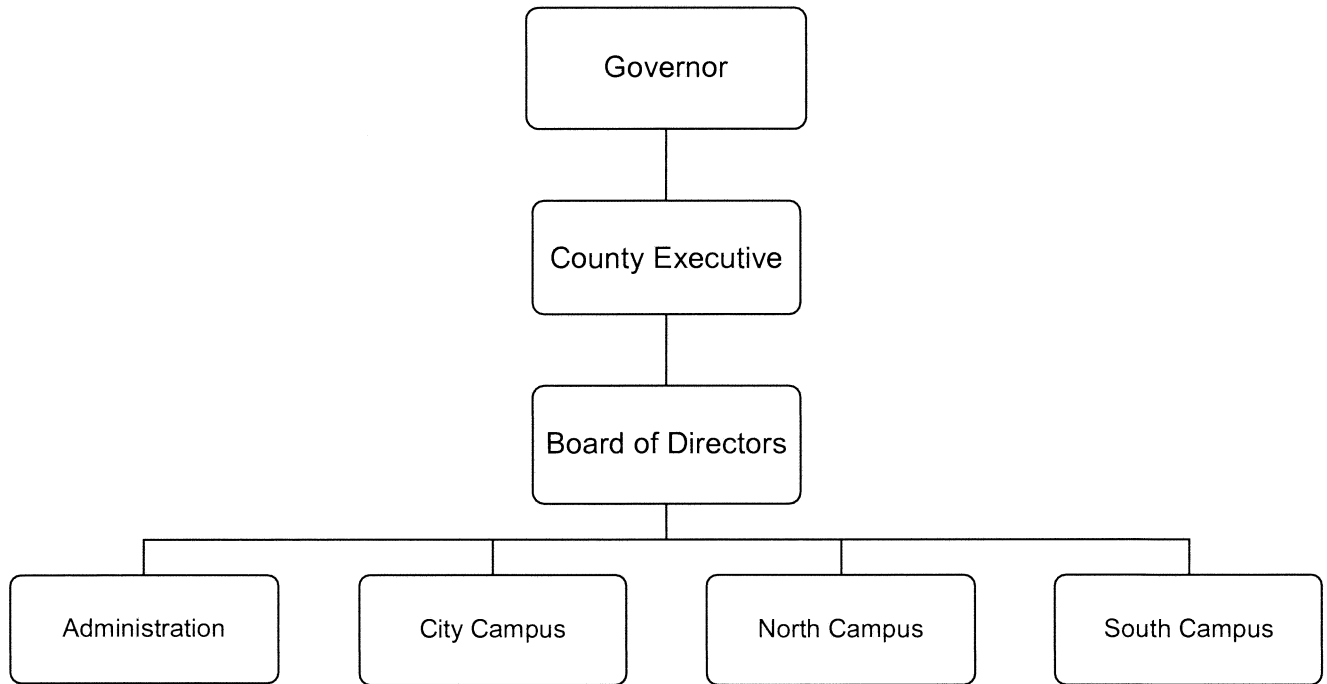 Governor
County Executive
Board of Directors
Administration
City Campus
North Campus
South Campus